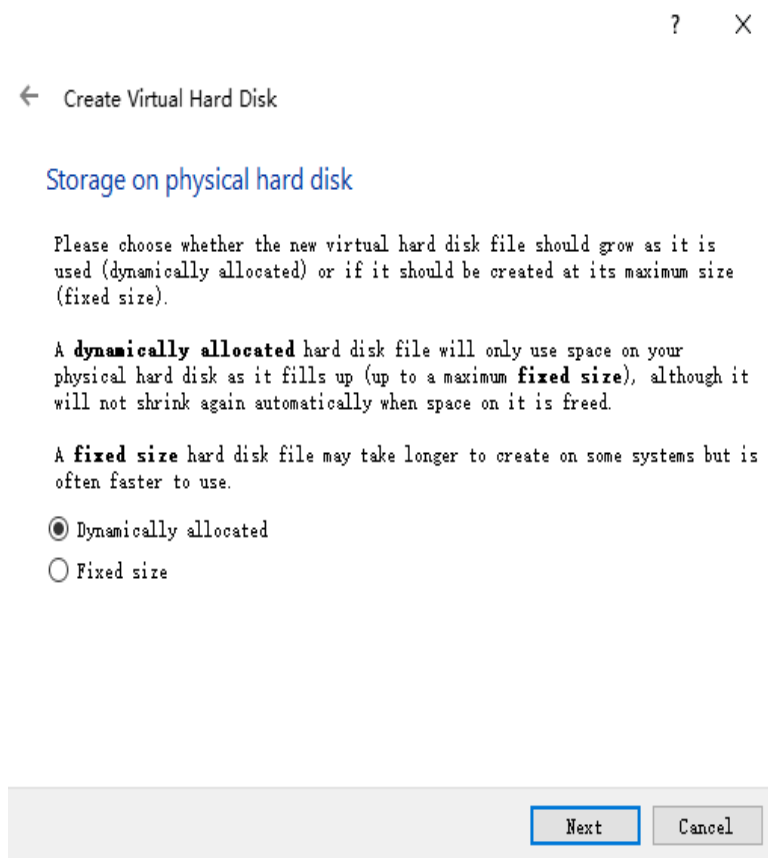 ?
Create Virtual Hard Disk
Storage on physical hard disk
Please choose whether the new virtual hard disk file should grow as it is
used (dynamically allocated) or if it should be created at its maximum size
(fixed size).
A dynamically allocated hard disk file will only use space on your
physical hard disk as it fills up (up to a maximum fixed size), although it
will not shrink again automatically when space on it is freed.
A fixed size hard disk file may take longer to create on some systems but is
often faster to use.
Dynamically allocated
Fixed size
Next Cancel